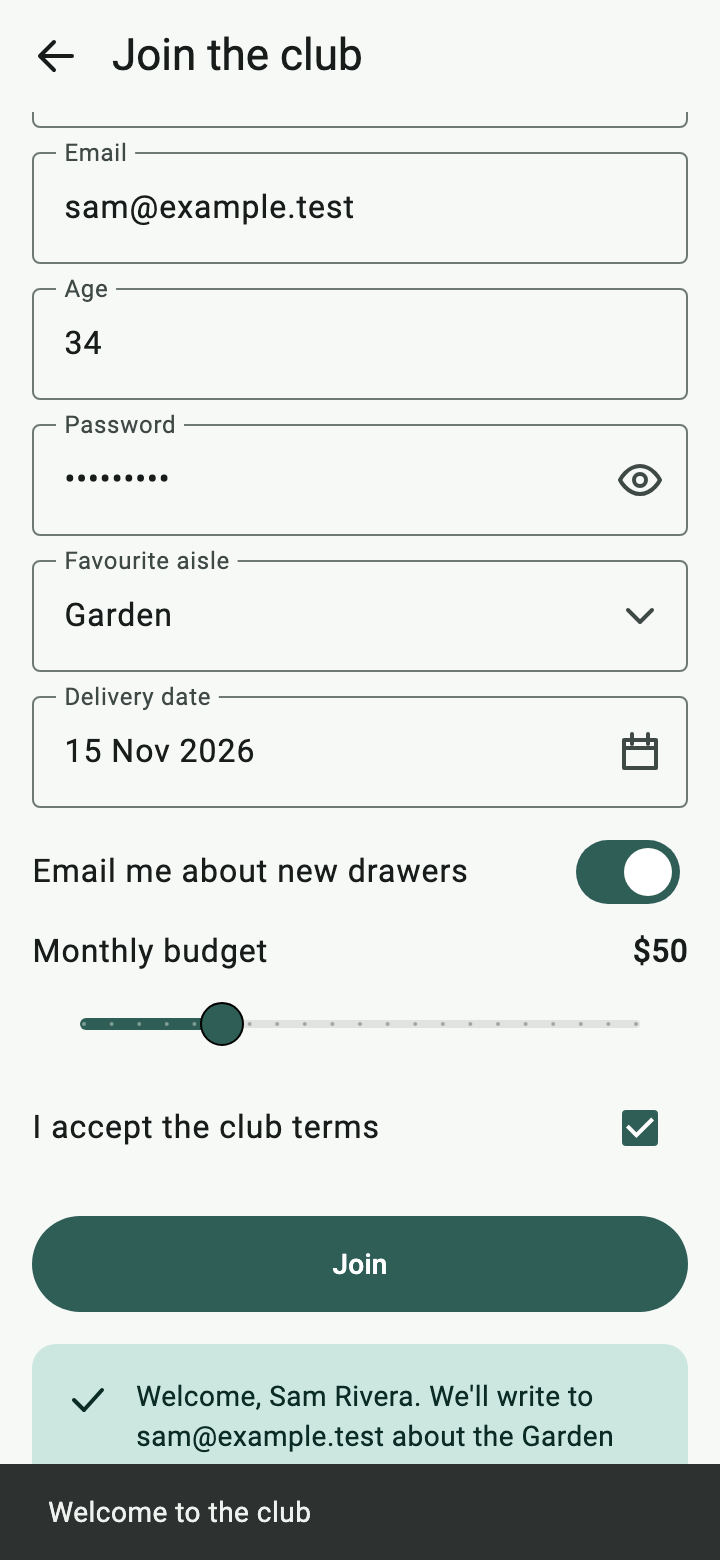 Join the club
Email
sam@example.test
Age
34
Password
•••••••••
Favourite aisle
Garden
Delivery date
15 Nov 2026
Email me about new drawers
Monthly budget
$50
I accept the club terms
Join
Welcome, Sam Rivera. We'll write to
sam@example.test about the Garden
Welcome to the club